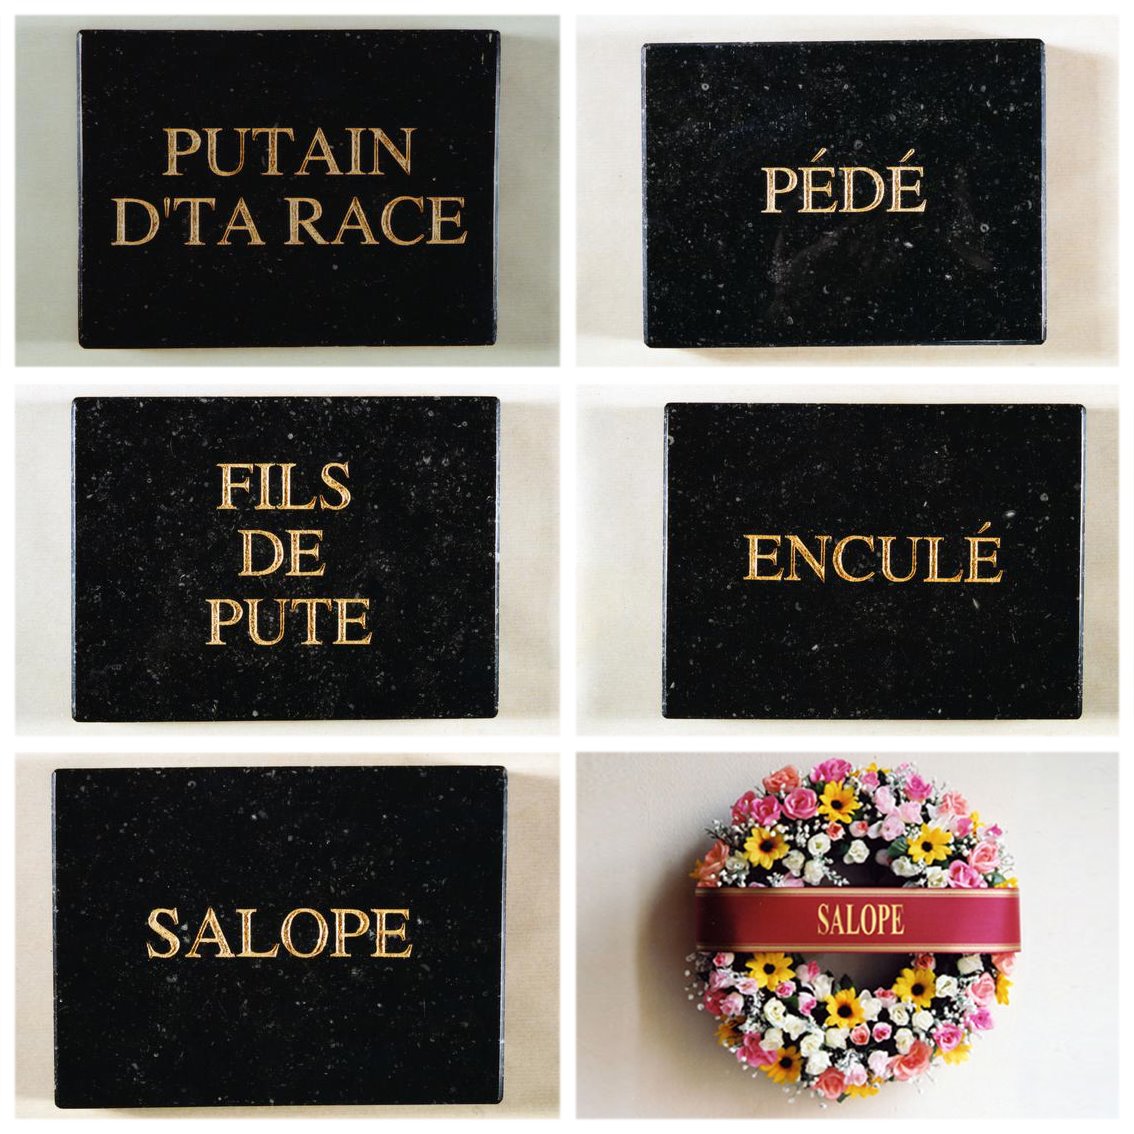 PUTAIN
D'TA RACE
PÉDÉ
FILS
DE
PUTE
ENCULÉ
SALOPE
SALOPE